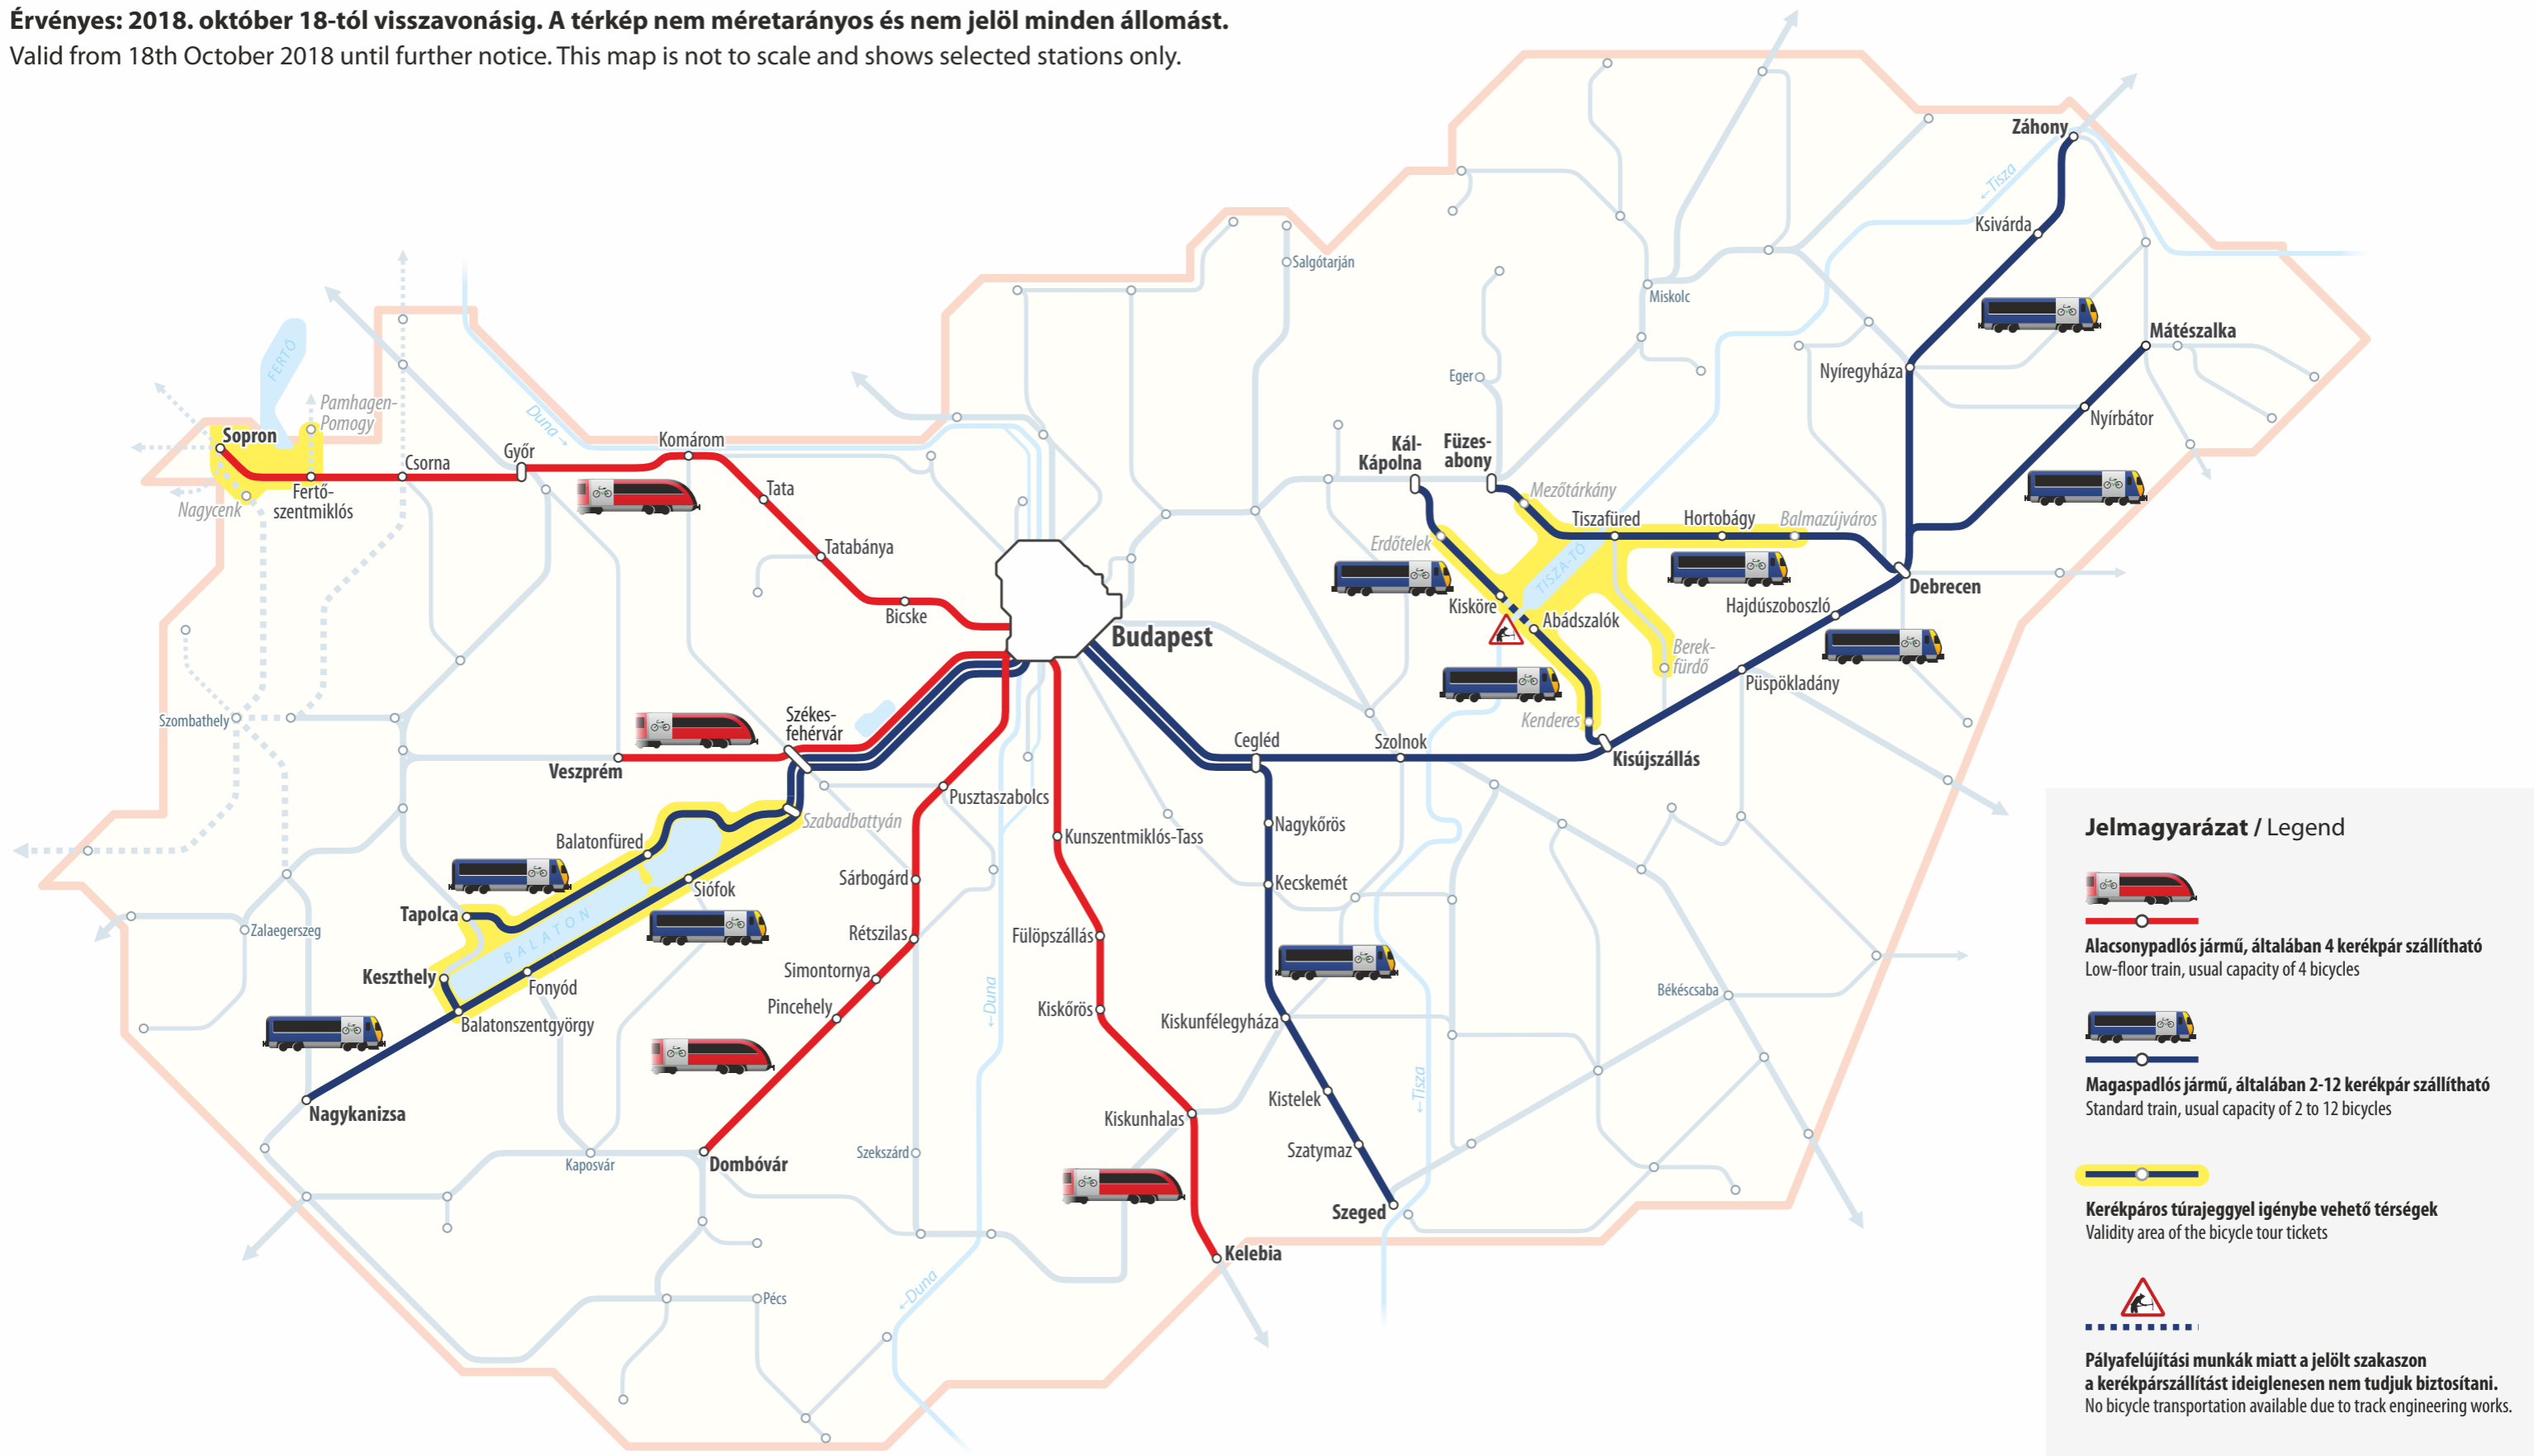 Érvényes: 2018. október 18-tól visszavonásig. A térkép nem méretarányos és nem jelöl minden állomást.
Valid from 18th October 2018 until further notice. This map is not to scale and shows selected stations only.
Záhony
←Tisza
Ksivárda
Salgótarján
Miskolc
Mátészalka
FERTŐ
Nyíregyháza
Eger
Pamhagen-
Pomogy
Duna→
Nyírbátor
Sopron
Győr
Komárom
Kál-
Kápolna
Füzes-
abony
Csorna
Tata
Mezőtárkány
Fertő-
szentmiklós
Nagycenk
Tiszafüred
Hortobágy
Balmazújváros
Erdőtelek
Tatabánya
TISZA-TÓ
Debrecen
Kisköre
Hajdúszoboszló
Bicske
Abádszalók
Budapest
Berek-
fürdő
Püspökladány
Szombathely
Székes-
fehérvár
Kenderes
Cegléd
Szolnok
Kisújszállás
Veszprém
Pusztaszabolcs
Szabadbattyán
Nagykőrös
Balatonfüred
Kunszentmiklós-Tass
Siófok
Sárbogárd
Kecskemét
Tapolca
BALATON
Zalaegerszeg
Rétszilas
Fülöpszállás
Keszthely
Simontornya
Fonyód
Békéscsaba
←Duna
Pincehely
Kiskőrös
Kiskunfélegyháza
Balatonszentgyörgy
←Tisza
Kistelek
Nagykanizsa
Kiskunhalas
Szekszárd
Szatymaz
Kaposvár
Dombóvár
Szeged
Kelebia
←Duna
Pécs
Jelmagyarázat / Legend
Alacsonypadlós jármű, általában 4 kerékpár szállítható
Low-floor train, usual capacity of 4 bicycles
Magaspadlós jármű, általában 2-12 kerékpár szállítható
Standard train, usual capacity of 2 to 12 bicycles
Kerékpáros túrajeggyel igénybe vehető térségek
Validity area of the bicycle tour tickets
Pályafelújítási munkák miatt a jelölt szakaszon
a kerékpárszállítást ideiglenesen nem tudjuk biztosítani.
No bicycle transportation available due to track engineering works.